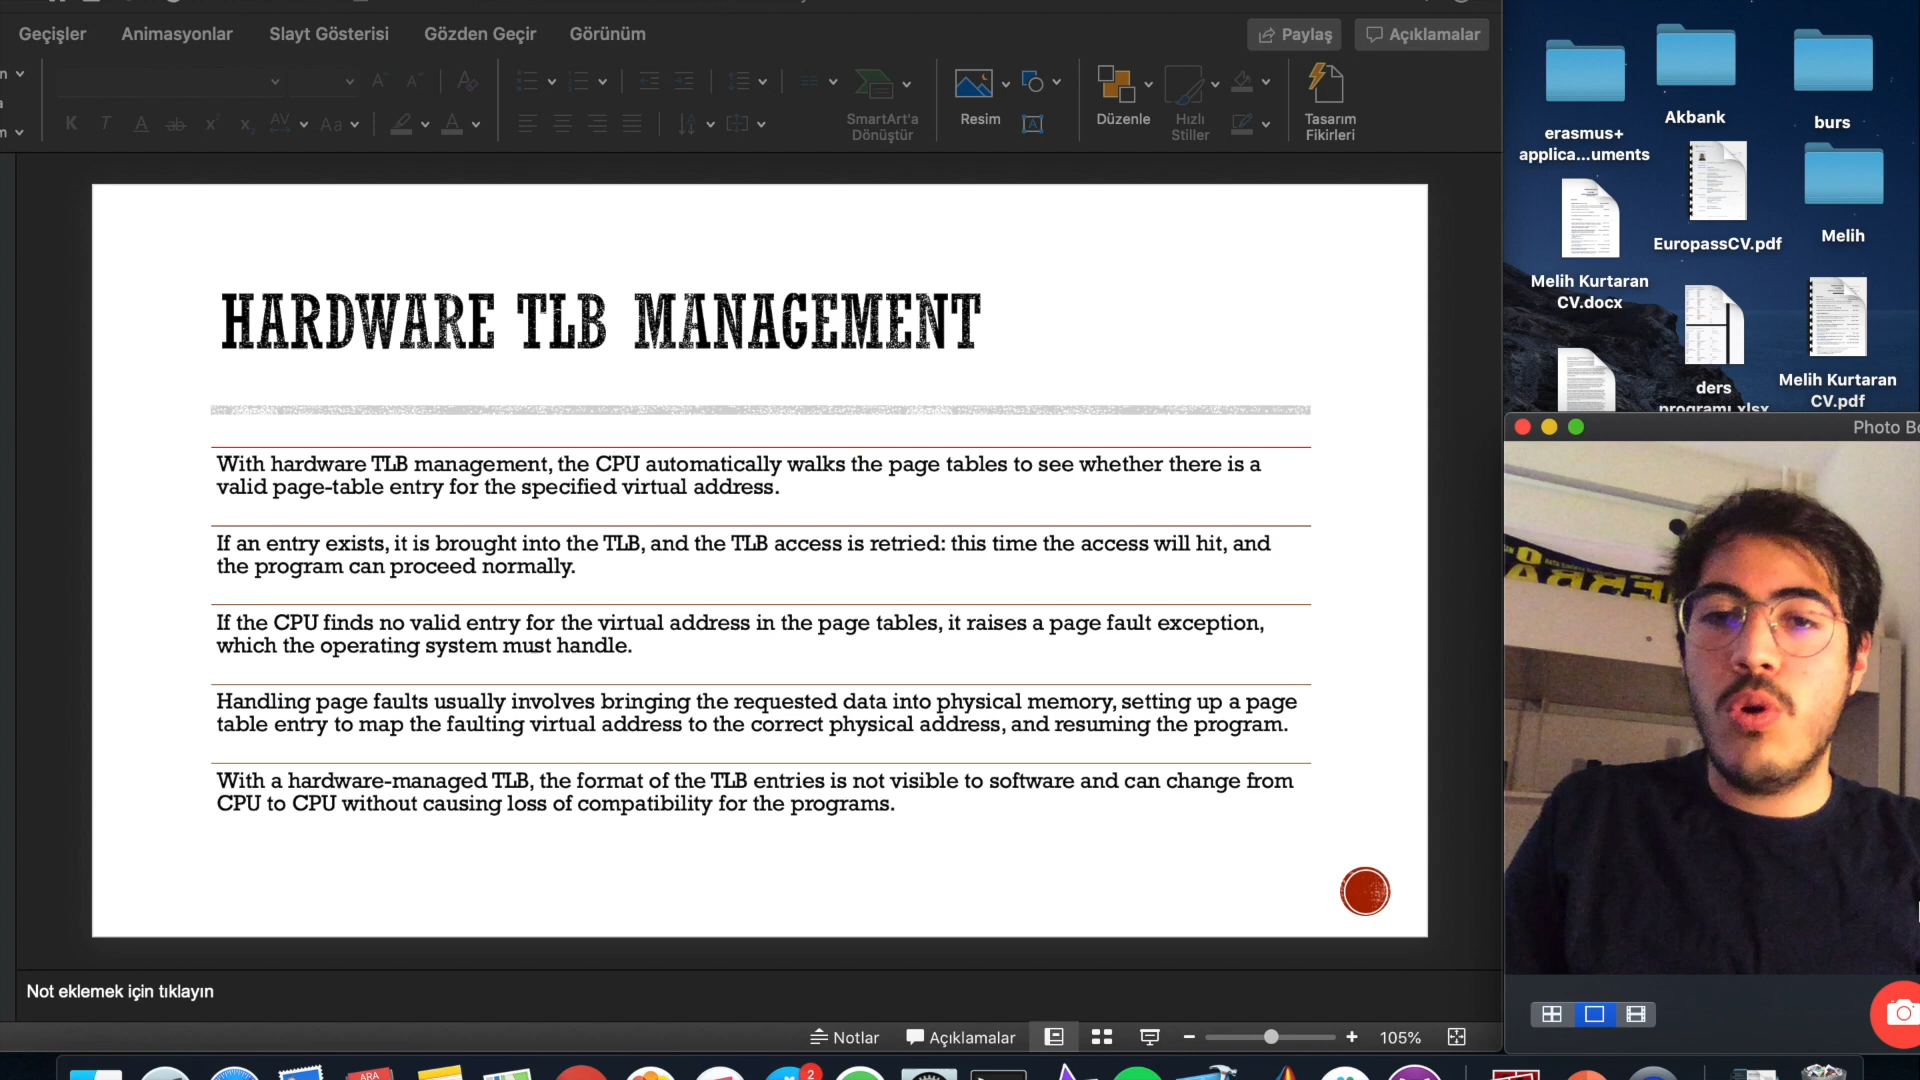 Geçişler Animasyonlar Slayt Gösterisi Gözden Geçir Görünüm Paylaş Açıklamalar
SmartArt'a
Dönüştür
Resim
Düzenle
Hızlı
Stiller
Tasarım
Fikirleri
HARDWARE TLB MANAGEMENT
With hardware TLB management, the CPU automatically walks the page tables to see whether there is a
valid page-table entry for the specified virtual address.
If an entry exists, it is brought into the TLB, and the TLB access is retried: this time the access will hit, and
the program can proceed normally.
If the CPU finds no valid entry for the virtual address in the page tables, it raises a page fault exception,
which the operating system must handle.
Handling page faults usually involves bringing the requested data into physical memory, setting up a page
table entry to map the faulting virtual address to the correct physical address, and resuming the program.
With a hardware-managed TLB, the format of the TLB entries is not visible to software and can change from
CPU to CPU without causing loss of compatibility for the programs.
Not eklemek için tıklayın
Notlar Açıklamalar 105%
erasmus+
applica...uments
Akbank
burs
Melih Kurtaran
CV.docx
EuropassCV.pdf
Melih
ders
programı.xlsx
Melih Kurtaran
CV.pdf
Photo Bo
ARA
2